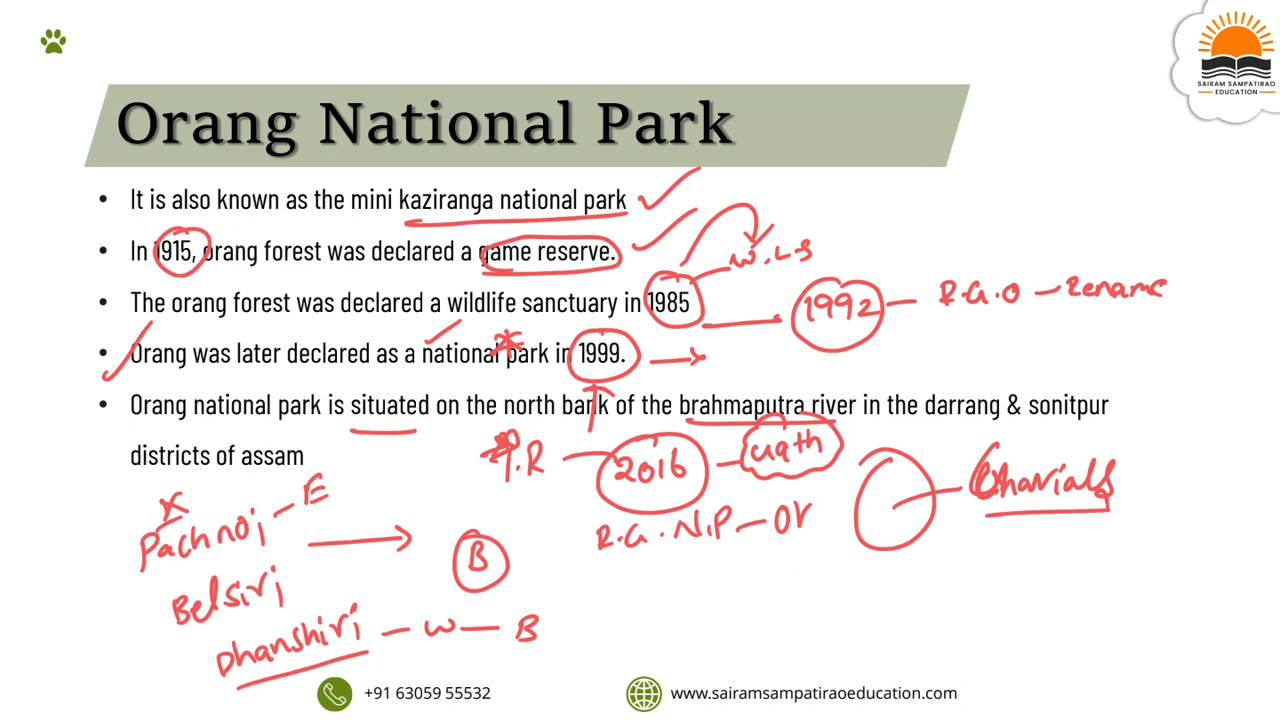 SAIRAM SAMPATIRAO
EDUCATION
Orang National Park
• It is also known as the mini kaziranga national park
• In 1915, orang forest was declared a game reserve.
W.L.S
• The orang forest was declared a wildlife sanctuary in 1985
1992 - R.G.O - rename
• Orang was later declared as a national park in 1999.
• Orang national park is situated on the north bank of the brahmaputra river in the darrang & sonitpur
districts of assam
T.R - 2016 - 49th
Gharials
R.G. N.P - Or
Pachnoi - E
B
Belsiri
Dhanshiri - W - B
+91 63059 55532
www.sairamsampatiraoeducation.com